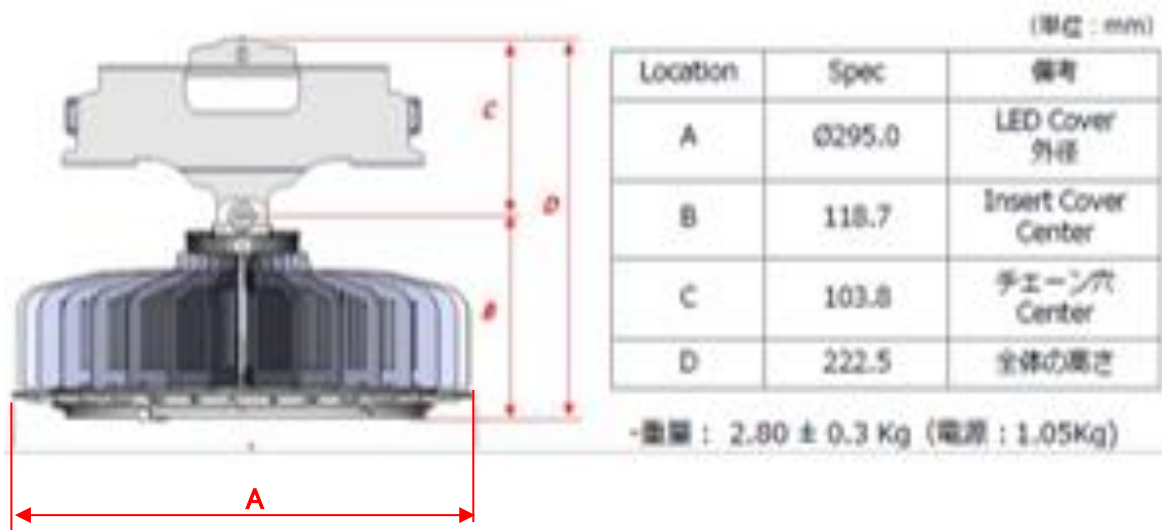 (単位 : mm)
Location Spec 備考
A Ø295.0 LED Cover
外径
B 118.7 Insert Cover
Center
C 103.8 チェーン穴
Center
D 222.5 全体の高さ
-重量 : 2.80 ± 0.3 Kg (電源 : 1.05Kg)
C
D
B
A